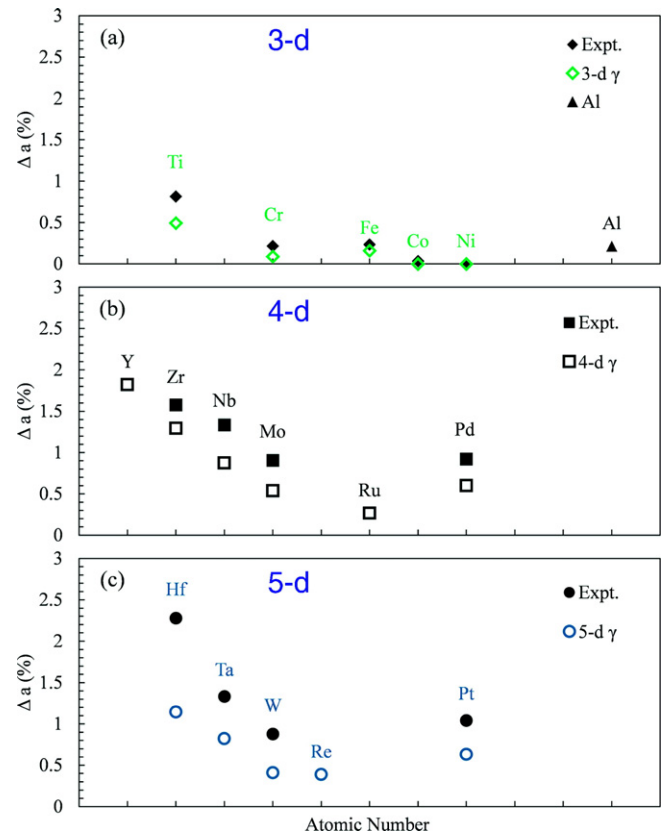 (a) 3-d
3
2.5
2
1.5
1
0.5
0
Δ a (%)
Expt.
3-d γ
Al
Ti
Cr
Fe
Co
Ni
Al
(b) 4-d
3
2.5
2
1.5
1
0.5
0
Δ a (%)
Expt.
4-d γ
Y
Zr
Nb
Mo
Ru
Pd
(c) 5-d
3
2.5
2
1.5
1
0.5
0
Δ a (%)
Expt.
5-d γ
Hf
Ta
W
Re
Pt
Atomic Number